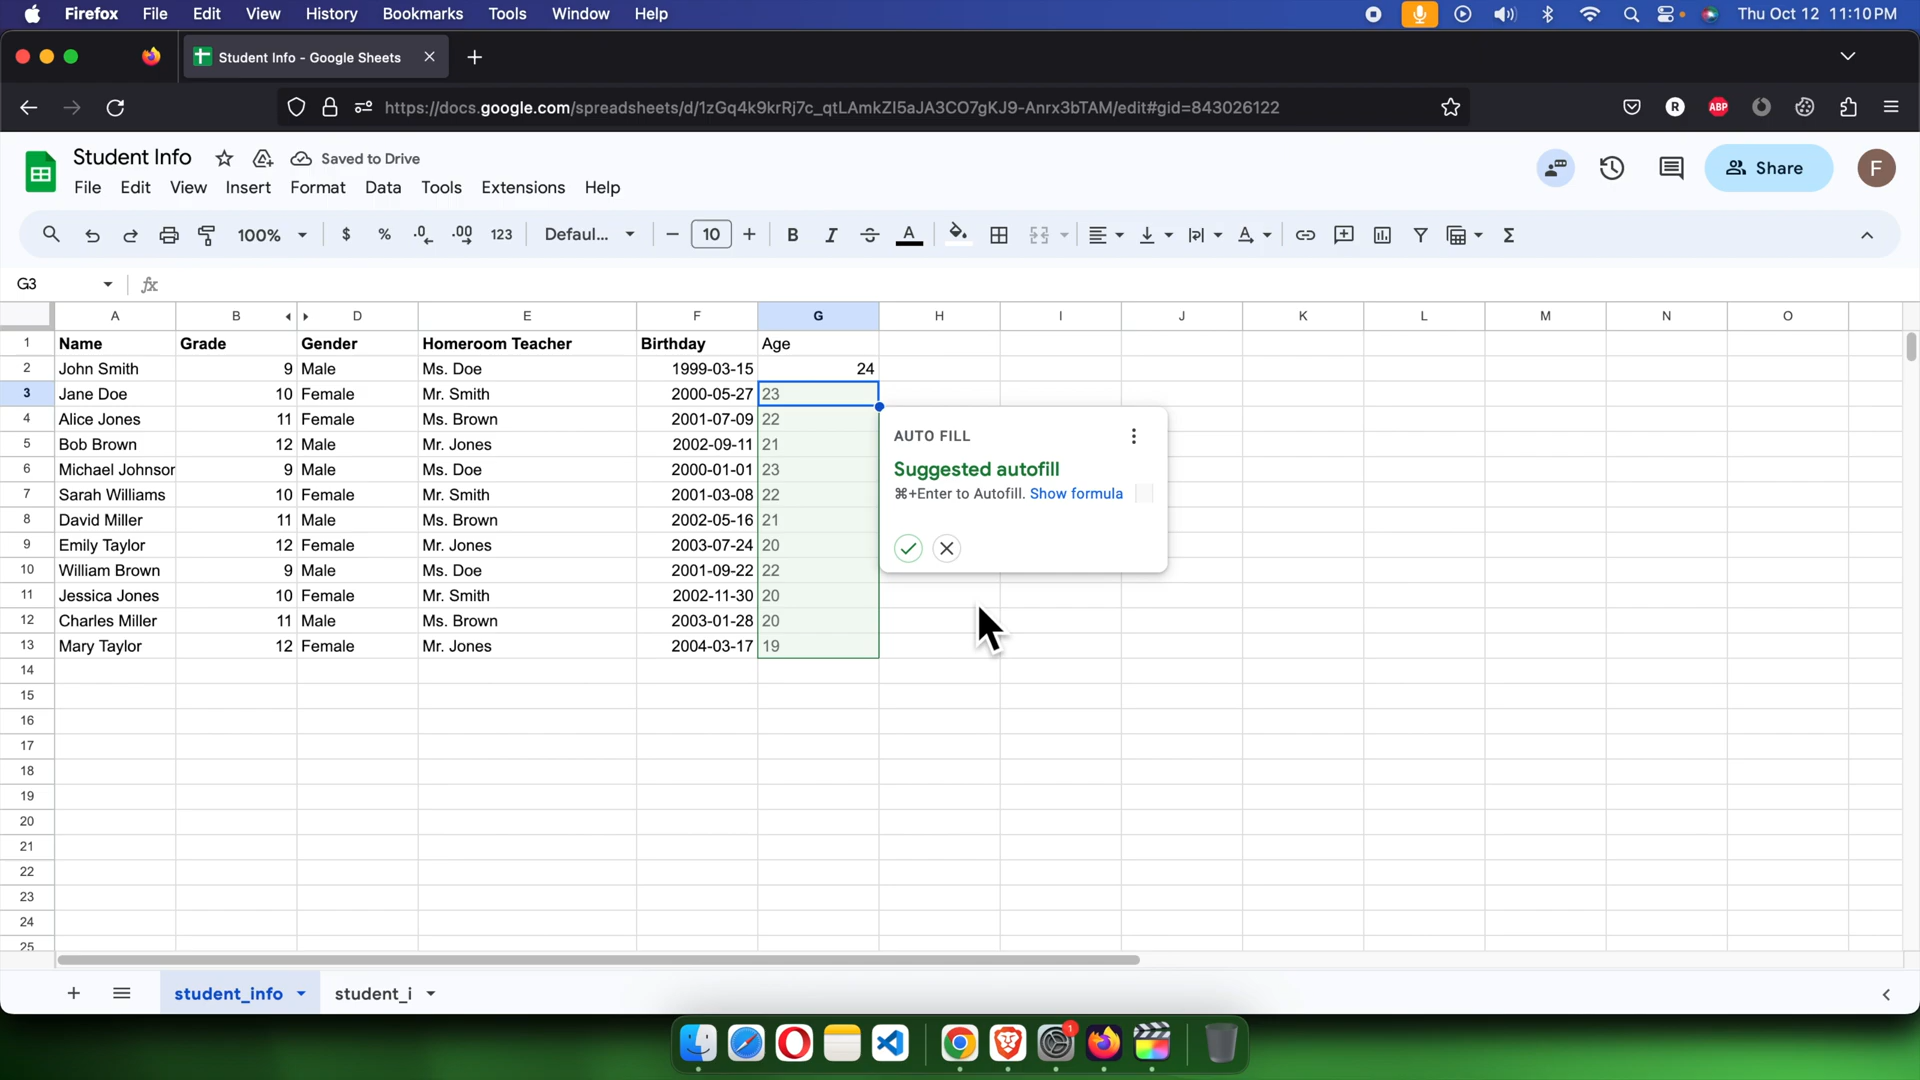 Firefox File Edit View History Bookmarks Tools Window Help Thu Oct 12 11:10 PM
Student Info - Google Sheets
https://docs.google.com/spreadsheets/d/1zGq4k9krRj7c_qtLAmkZI5aJA3CO7gKJ9-Anrx3bTAM/edit#gid=843026122 R ABP
Student Info Saved to Drive
File Edit View Insert Format Data Tools Extensions Help
Share F
100% $ % .0 .00 123 Defaul... 10 B I A Σ
G3 fx
A B D E F G H I J K L M N O
1 Name Grade Gender Homeroom Teacher Birthday Age
2 John Smith 9 Male Ms. Doe 1999-03-15 24
3 Jane Doe 10 Female Mr. Smith 2000-05-27 23
4 Alice Jones 11 Female Ms. Brown 2001-07-09 22
5 Bob Brown 12 Male Mr. Jones 2002-09-11 21
6 Michael Johnson 9 Male Ms. Doe 2000-01-01 23
7 Sarah Williams 10 Female Mr. Smith 2001-03-08 22
8 David Miller 11 Male Ms. Brown 2002-05-16 21
9 Emily Taylor 12 Female Mr. Jones 2003-07-24 20
10 William Brown 9 Male Ms. Doe 2001-09-22 22
11 Jessica Jones 10 Female Mr. Smith 2002-11-30 20
12 Charles Miller 11 Male Ms. Brown 2003-01-28 20
13 Mary Taylor 12 Female Mr. Jones 2004-03-17 19
AUTO FILL
Suggested autofill
⌘+Enter to Autofill. Show formula
14
15
16
17
18
19
20
21
22
23
24
25
student_info student_i
1